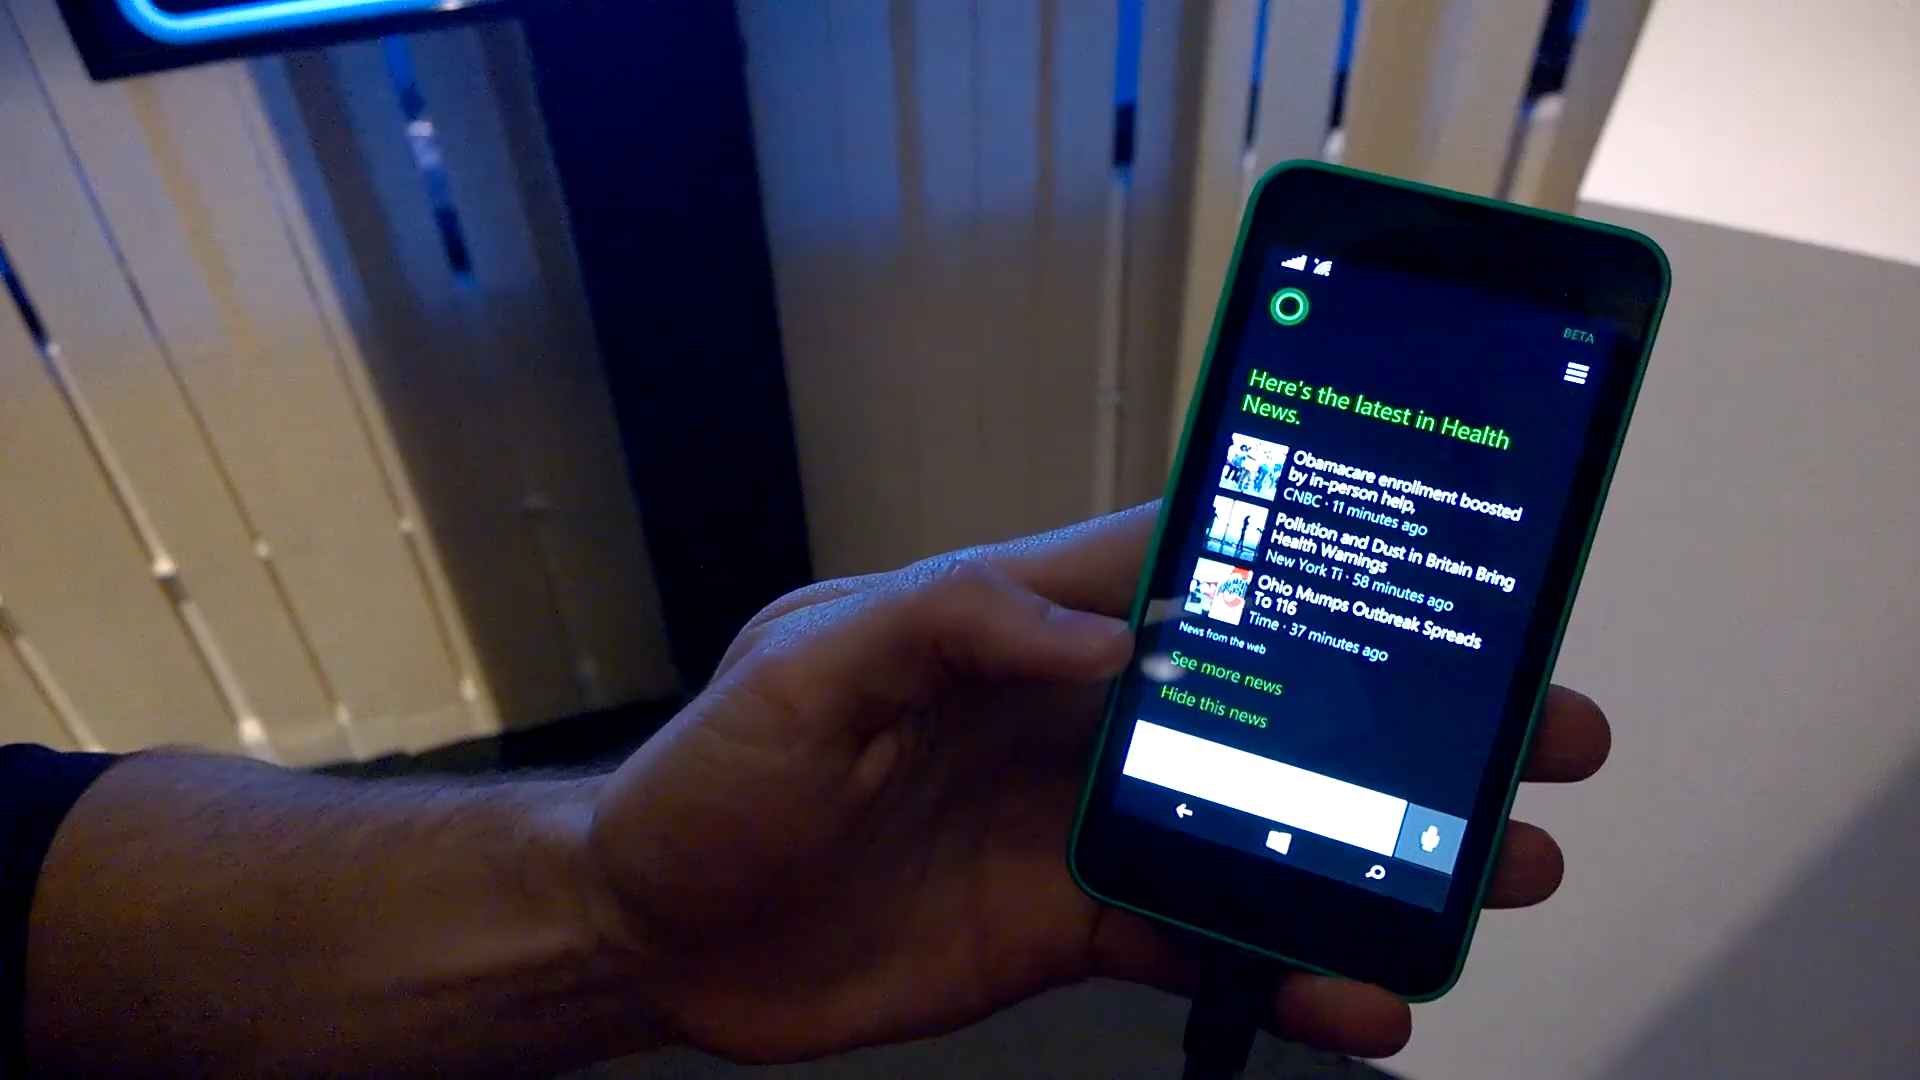 BETA
Here's the latest in Health
News.
Obamacare enrollment boosted
by in-person help,
CNBC · 11 minutes ago
Pollution and Dust in Britain Bring
Health Warnings
New York Ti · 58 minutes ago
Ohio Mumps Outbreak Spreads
To 116
Time · 37 minutes ago
News from the web
See more news
Hide this news